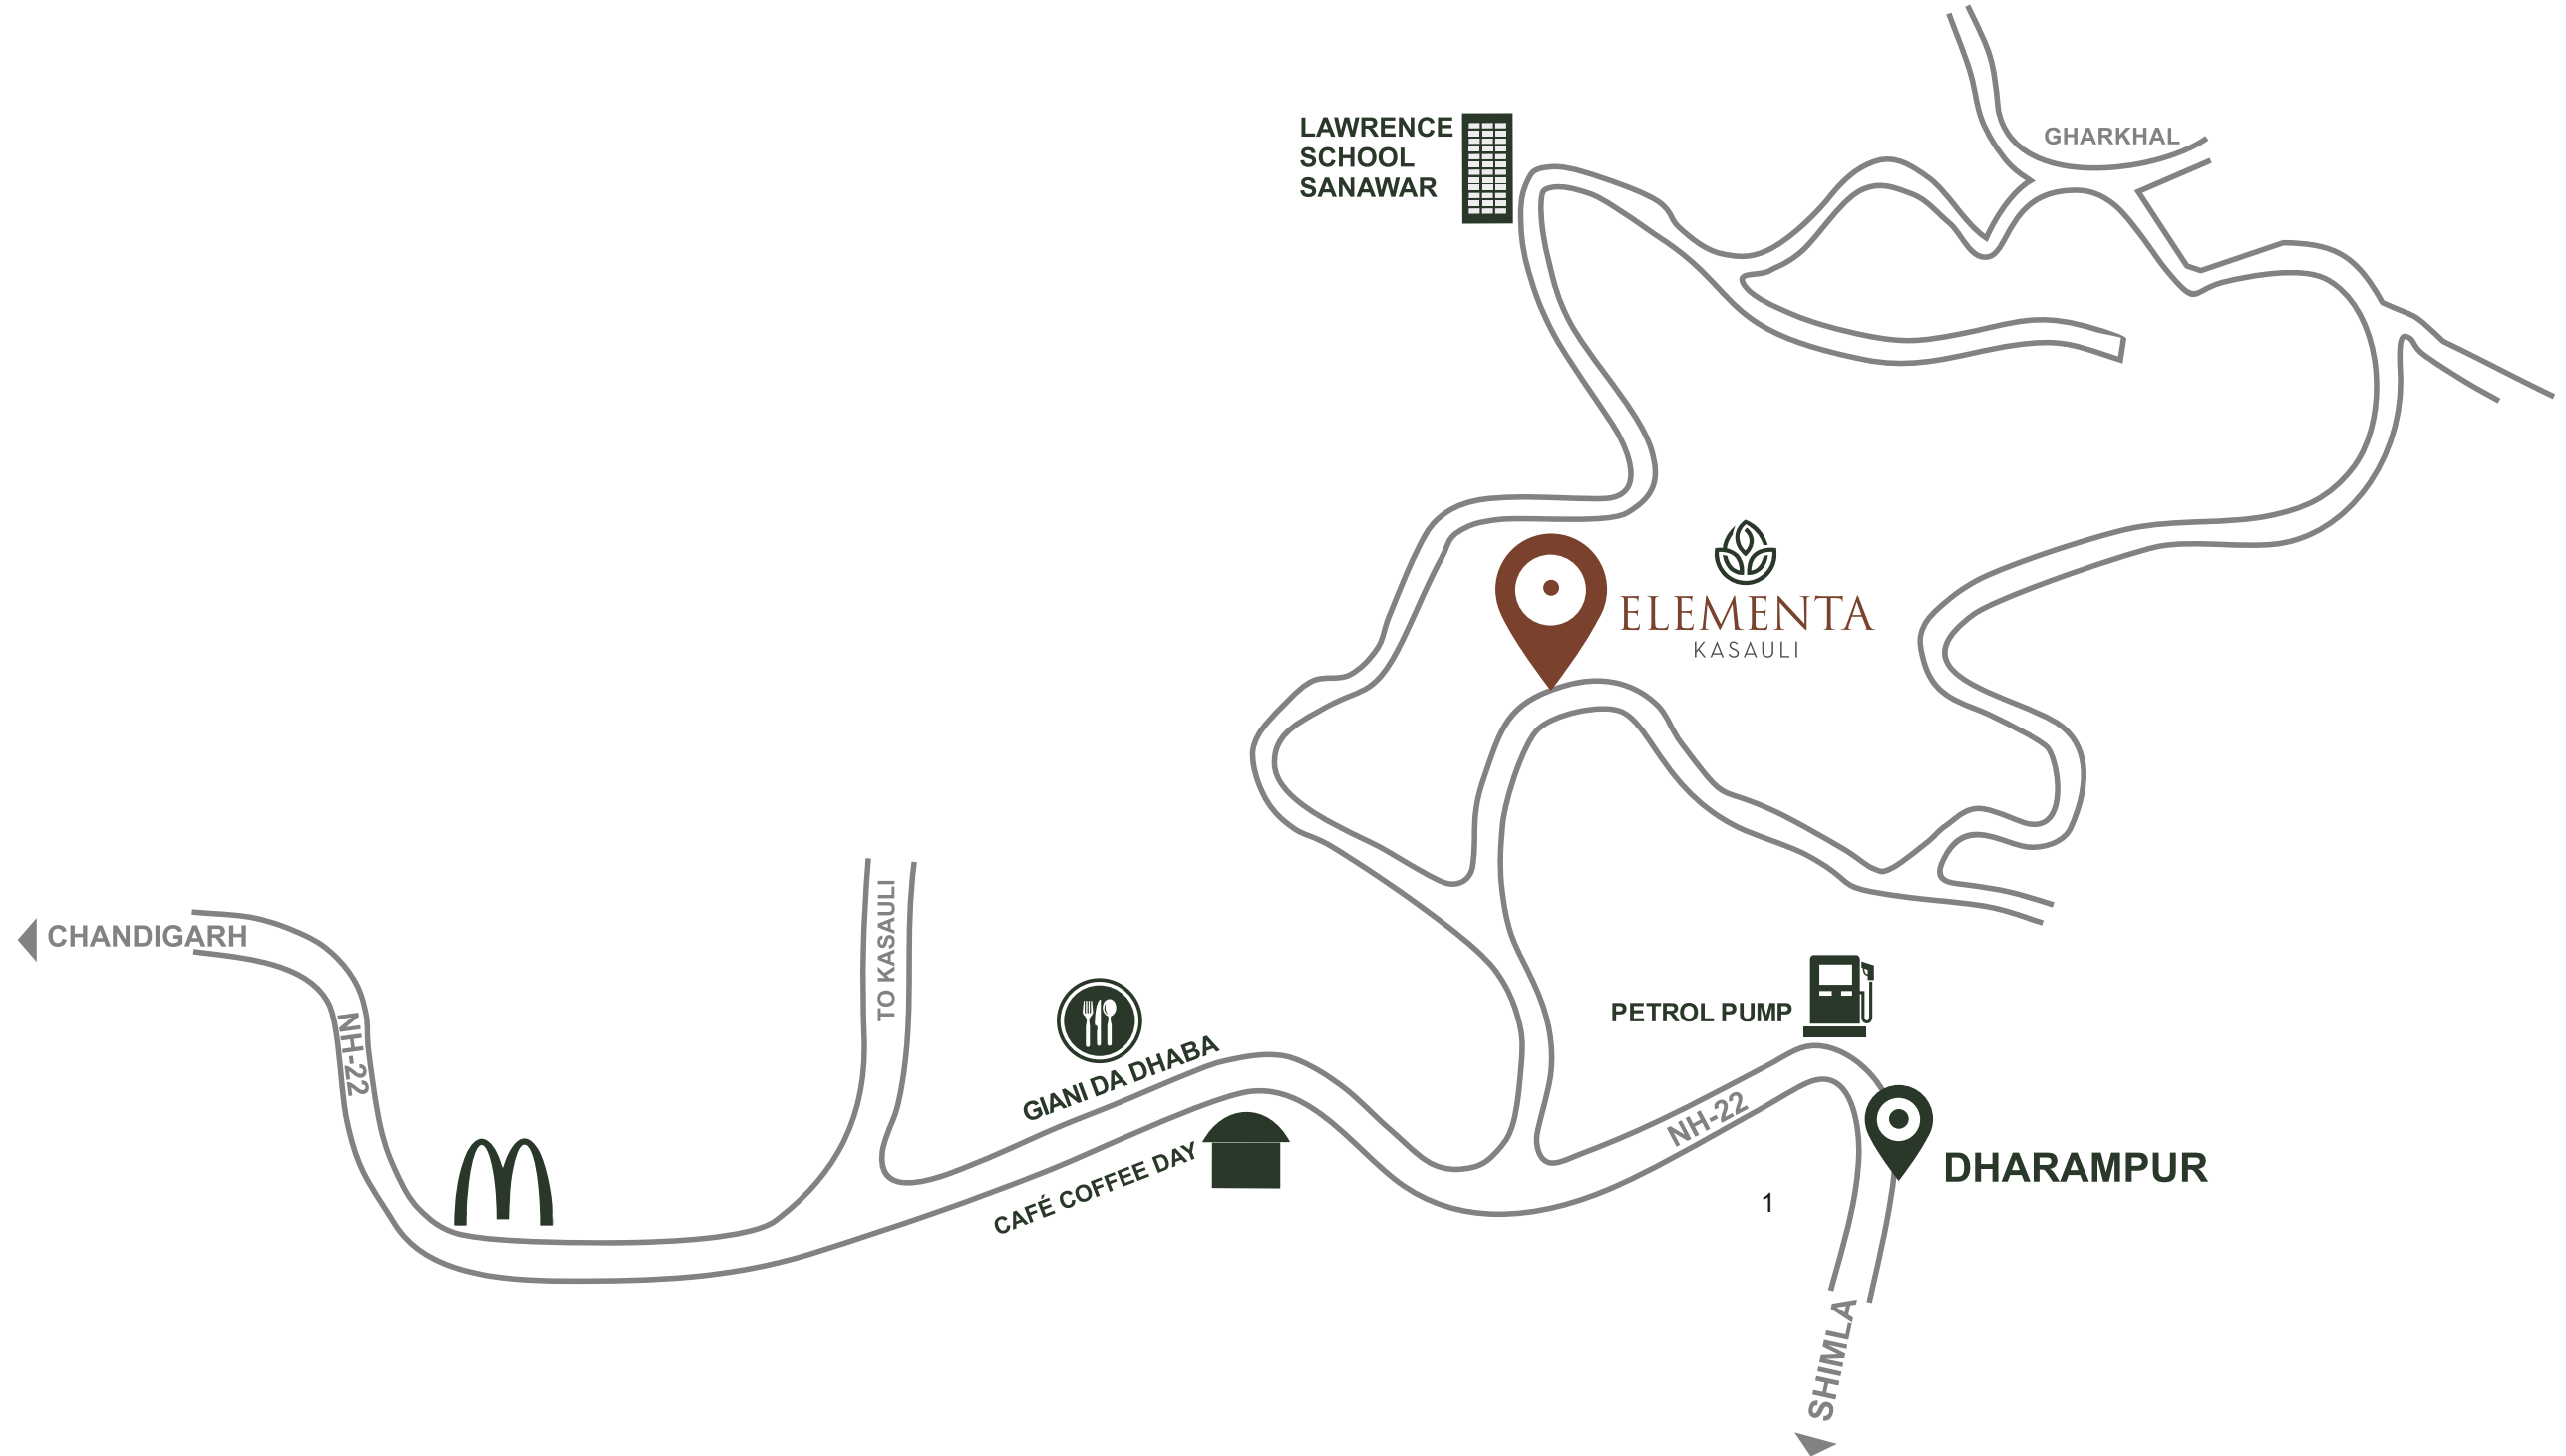 LAWRENCE
SCHOOL
SANAWAR
GHARKHAL
ELEMENTA
KASAULI
CHANDIGARH
NH-22
TO KASAULI
GIANI DA DHABA
CAFÉ COFFEE DAY
PETROL PUMP
NH-22
DHARAMPUR
1
SHIMLA